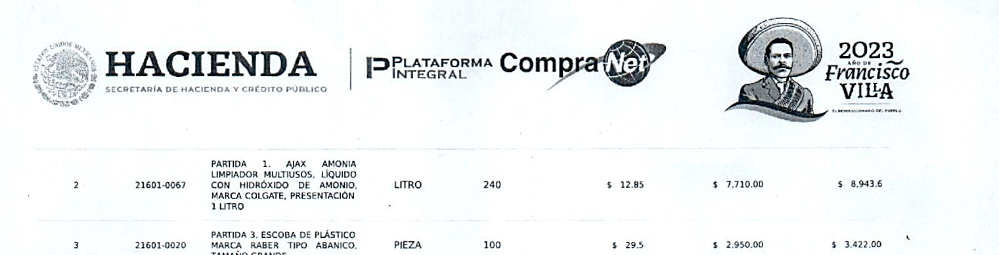 ESTADOS UNIDOS MEXICANOS
HACIENDA
SECRETARÍA DE HACIENDA Y CRÉDITO PÚBLICO
PLATAFORMA
INTEGRAL
CompraNet
2023
AÑO DE
Francisco
VILLA
EL REVOLUCIONARIO DEL PUEBLO
2 21601-0067 PARTIDA 1. AJAX AMONIA LITRO 240 $ 12.85 $ 7,710.00 $ 8,943.6
LIMPIADOR MULTIUSOS, LÍQUIDO
CON HIDRÓXIDO DE AMONIO,
MARCA COLGATE, PRESENTACIÓN
1 LITRO
3 21601-0020 PARTIDA 3. ESCOBA DE PLÁSTICO PIEZA 100 $ 29.5 $ 2,950.00 $ 3,422.00
MARCA RABER TIPO ABANICO,
TAMAÑO GRANDE